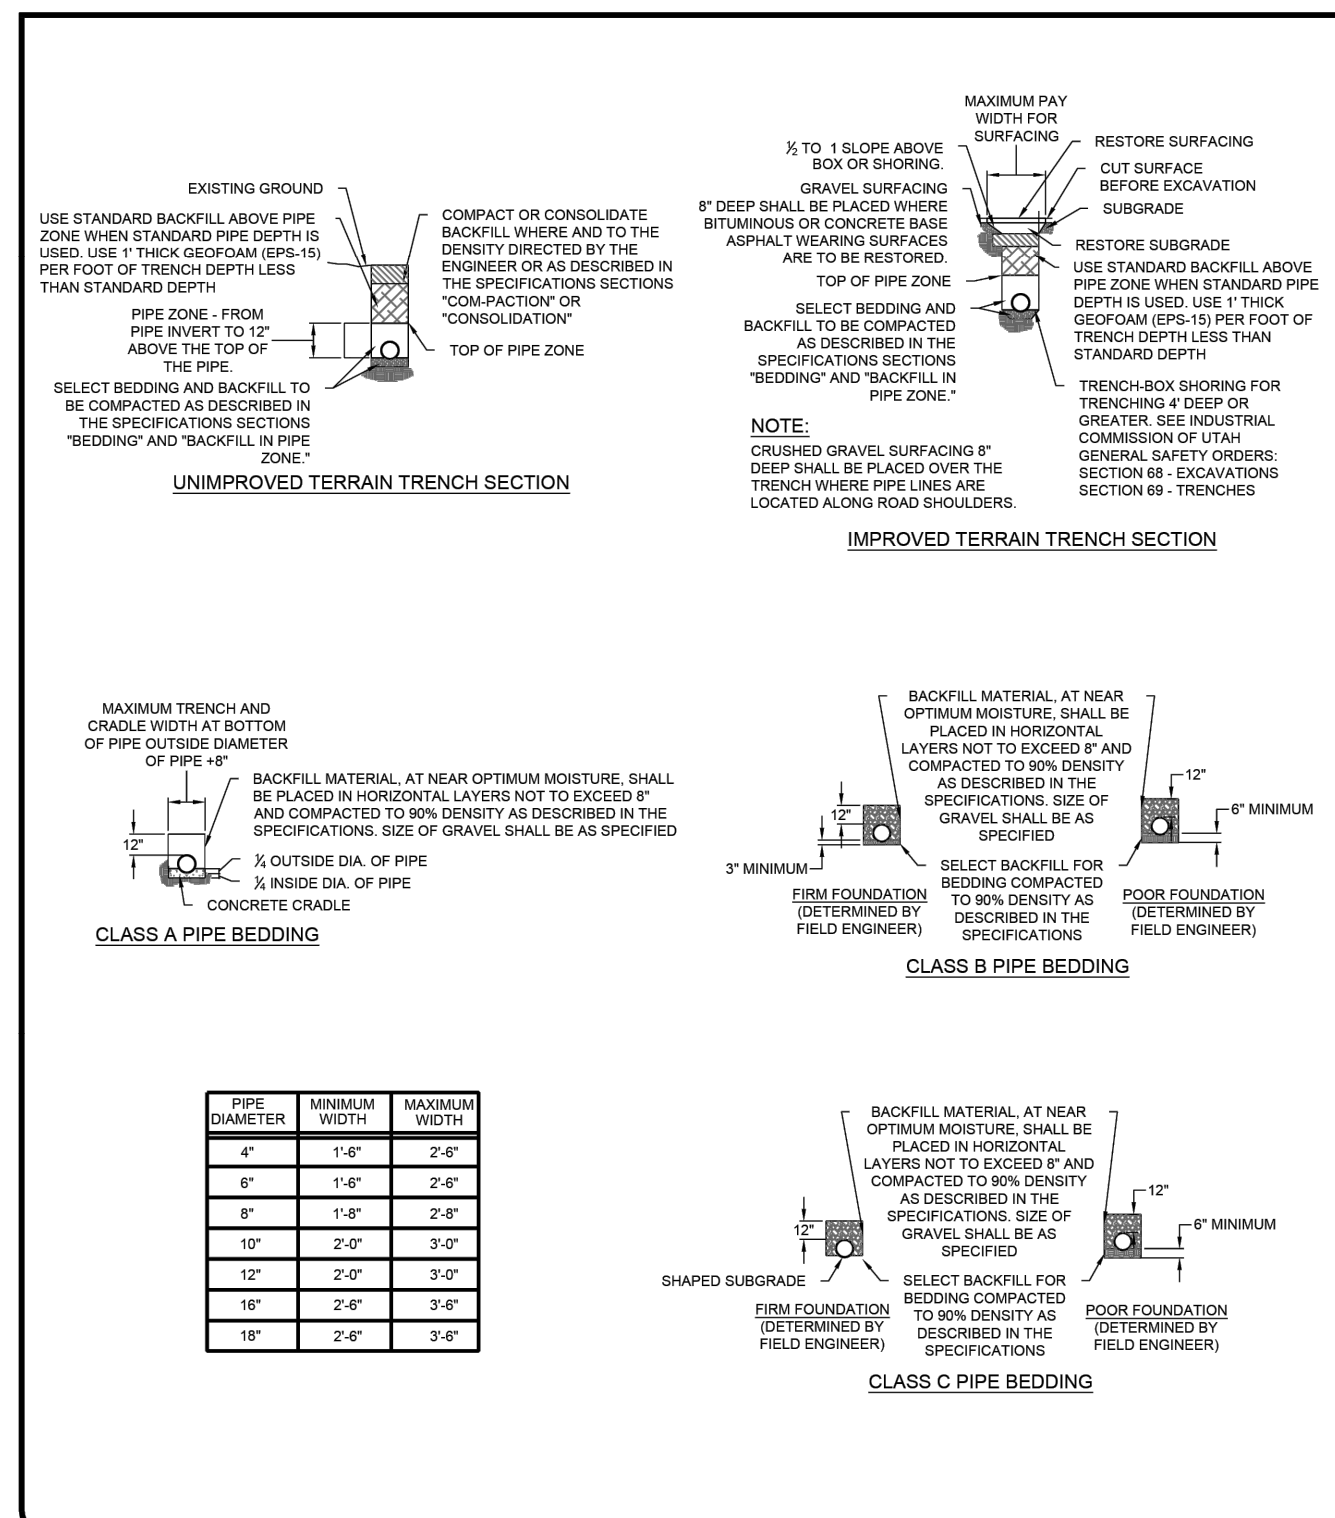 EXISTING GROUND
USE STANDARD BACKFILL ABOVE PIPE
ZONE WHEN STANDARD PIPE DEPTH IS
USED. USE 1' THICK GEOFOAM (EPS-15)
PER FOOT OF TRENCH DEPTH LESS
THAN STANDARD DEPTH
PIPE ZONE - FROM
PIPE INVERT TO 12"
ABOVE THE TOP OF
THE PIPE.
SELECT BEDDING AND BACKFILL TO
BE COMPACTED AS DESCRIBED IN
THE SPECIFICATIONS SECTIONS
"BEDDING" AND "BACKFILL IN PIPE
ZONE."
COMPACT OR CONSOLIDATE
BACKFILL WHERE AND TO THE
DENSITY DIRECTED BY THE
ENGINEER OR AS DESCRIBED IN
THE SPECIFICATIONS SECTIONS
"COM-PACTION" OR
"CONSOLIDATION"
TOP OF PIPE ZONE
UNIMPROVED TERRAIN TRENCH SECTION
MAXIMUM PAY
WIDTH FOR
SURFACING
½ TO 1 SLOPE ABOVE
BOX OR SHORING.
GRAVEL SURFACING
8" DEEP SHALL BE PLACED WHERE
BITUMINOUS OR CONCRETE BASE
ASPHALT WEARING SURFACES
ARE TO BE RESTORED.
TOP OF PIPE ZONE
SELECT BEDDING AND
BACKFILL TO BE COMPACTED
AS DESCRIBED IN THE
SPECIFICATIONS SECTIONS
"BEDDING" AND "BACKFILL IN
PIPE ZONE."
RESTORE SURFACING
CUT SURFACE
BEFORE EXCAVATION
SUBGRADE
RESTORE SUBGRADE
USE STANDARD BACKFILL ABOVE
PIPE ZONE WHEN STANDARD PIPE
DEPTH IS USED. USE 1' THICK
GEOFOAM (EPS-15) PER FOOT OF
TRENCH DEPTH LESS THAN
STANDARD DEPTH
TRENCH-BOX SHORING FOR
TRENCHING 4' DEEP OR
GREATER. SEE INDUSTRIAL
COMMISSION OF UTAH
GENERAL SAFETY ORDERS:
SECTION 68 - EXCAVATIONS
SECTION 69 - TRENCHES
NOTE:
CRUSHED GRAVEL SURFACING 8"
DEEP SHALL BE PLACED OVER THE
TRENCH WHERE PIPE LINES ARE
LOCATED ALONG ROAD SHOULDERS.
IMPROVED TERRAIN TRENCH SECTION
MAXIMUM TRENCH AND
CRADLE WIDTH AT BOTTOM
OF PIPE OUTSIDE DIAMETER
OF PIPE +8"
BACKFILL MATERIAL, AT NEAR OPTIMUM MOISTURE, SHALL
BE PLACED IN HORIZONTAL LAYERS NOT TO EXCEED 8"
AND COMPACTED TO 90% DENSITY AS DESCRIBED IN THE
SPECIFICATIONS. SIZE OF GRAVEL SHALL BE AS SPECIFIED
12"
¼ OUTSIDE DIA. OF PIPE
¼ INSIDE DIA. OF PIPE
CONCRETE CRADLE
CLASS A PIPE BEDDING
BACKFILL MATERIAL, AT NEAR
OPTIMUM MOISTURE, SHALL BE
PLACED IN HORIZONTAL
LAYERS NOT TO EXCEED 8" AND
COMPACTED TO 90% DENSITY
AS DESCRIBED IN THE
SPECIFICATIONS. SIZE OF
GRAVEL SHALL BE AS
SPECIFIED
12"
3" MINIMUM
12"
6" MINIMUM
SELECT BACKFILL FOR
BEDDING COMPACTED
TO 90% DENSITY AS
DESCRIBED IN THE
SPECIFICATIONS
FIRM FOUNDATION
(DETERMINED BY
FIELD ENGINEER)
POOR FOUNDATION
(DETERMINED BY
FIELD ENGINEER)
CLASS B PIPE BEDDING
PIPE DIAMETER MINIMUM WIDTH MAXIMUM WIDTH
4" 1'-6" 2'-6"
6" 1'-6" 2'-6"
8" 1'-8" 2'-8"
10" 2'-0" 3'-0"
12" 2'-0" 3'-0"
16" 2'-6" 3'-6"
18" 2'-6" 3'-6"
BACKFILL MATERIAL, AT NEAR
OPTIMUM MOISTURE, SHALL BE
PLACED IN HORIZONTAL
LAYERS NOT TO EXCEED 8" AND
COMPACTED TO 90% DENSITY
AS DESCRIBED IN THE
SPECIFICATIONS. SIZE OF
GRAVEL SHALL BE AS
SPECIFIED
12"
12"
6" MINIMUM
SHAPED SUBGRADE
SELECT BACKFILL FOR
BEDDING COMPACTED
TO 90% DENSITY AS
DESCRIBED IN THE
SPECIFICATIONS
FIRM FOUNDATION
(DETERMINED BY
FIELD ENGINEER)
POOR FOUNDATION
(DETERMINED BY
FIELD ENGINEER)
CLASS C PIPE BEDDING